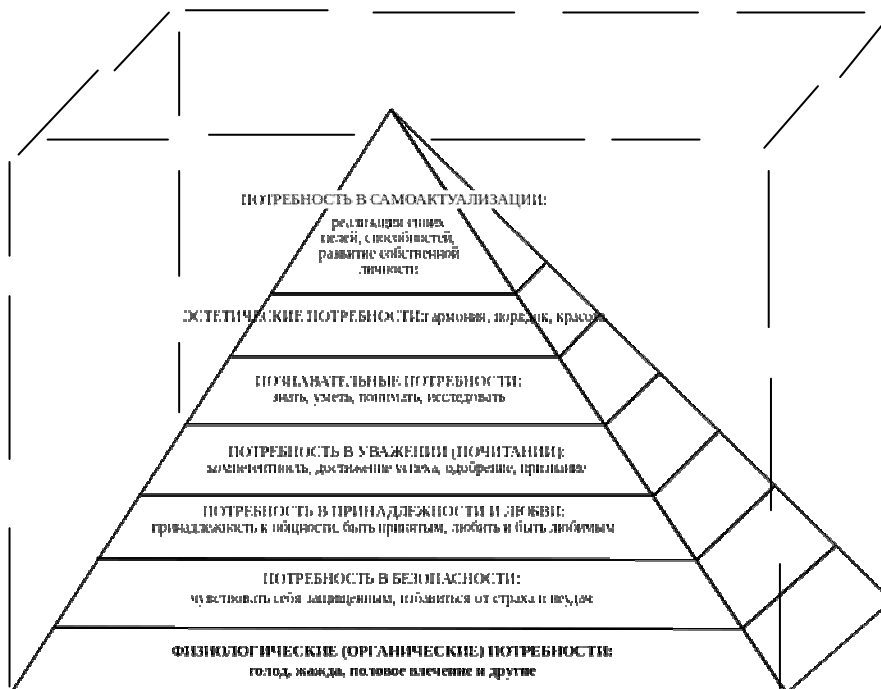 ПОТРЕБНОСТЬ В САМОАКТУАЛИЗАЦИИ:
реализация своих
целей, способностей,
развитие собственной
личности
ЭСТЕТИЧЕСКИЕ ПОТРЕБНОСТИ:гармония, порядок, красота
ПОЗНАВАТЕЛЬНЫЕ ПОТРЕБНОСТИ:
знать, уметь, понимать, исследовать
ПОТРЕБНОСТЬ В УВАЖЕНИИ (ПОЧИТАНИИ):
компетентность, достижение успеха, одобрение, признание
ПОТРЕБНОСТЬ В ПРИНАДЛЕЖНОСТИ И ЛЮБВИ:
принадлежность к общности, быть принятым, любить и быть любимым
ПОТРЕБНОСТЬ В БЕЗОПАСНОСТИ:
чувствовать себя защищенным, избавиться от страха и неудач
ФИЗИОЛОГИЧЕСКИЕ (ОРГАНИЧЕСКИЕ) ПОТРЕБНОСТИ:
голод, жажда, половое влечение и другие